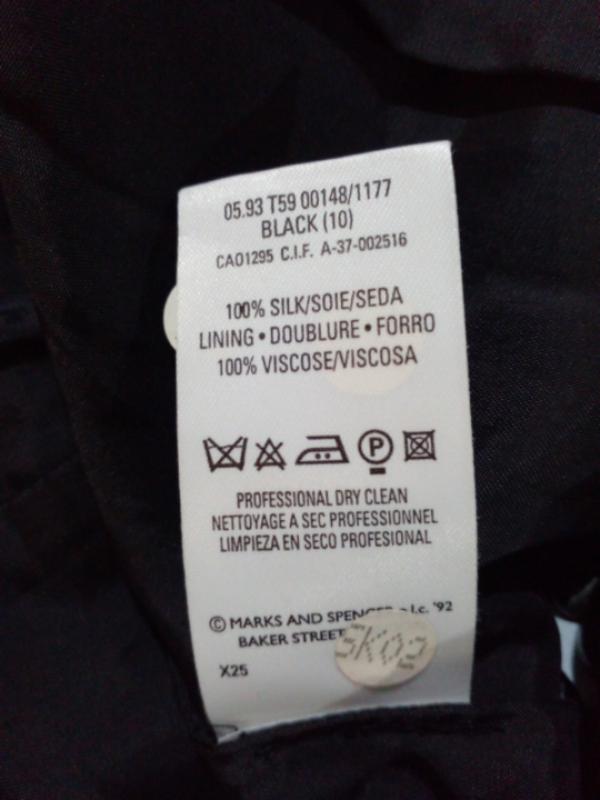 05.93 T59 00148/1177
BLACK (10)
CA01295 C.I.F. A-37-002516
100% SILK/SOIE/SEDA
LINING • DOUBLURE • FORRO
100% VISCOSE/VISCOSA
P
PROFESSIONAL DRY CLEAN
NETTOYAGE A SEC PROFESSIONNEL
LIMPIEZA EN SECO PROFESIONAL
© MARKS AND SPENCER p.l.c. '92
BAKER STREET
X25